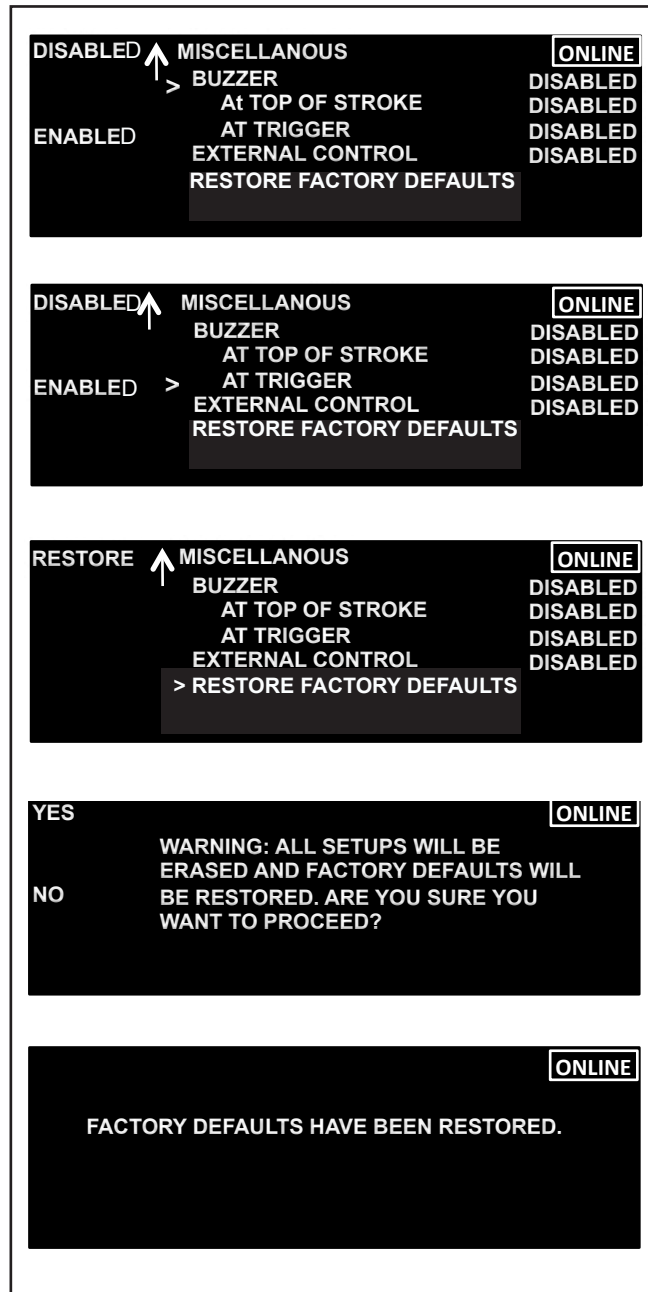 DISABLED MISCELLANOUS ONLINE
> BUZZER DISABLED
At TOP OF STROKE DISABLED
ENABLED AT TRIGGER DISABLED
EXTERNAL CONTROL DISABLED
RESTORE FACTORY DEFAULTS
DISABLED MISCELLANOUS ONLINE
BUZZER DISABLED
AT TOP OF STROKE DISABLED
ENABLED > AT TRIGGER DISABLED
EXTERNAL CONTROL DISABLED
RESTORE FACTORY DEFAULTS
RESTORE MISCELLANOUS ONLINE
BUZZER DISABLED
AT TOP OF STROKE DISABLED
AT TRIGGER DISABLED
EXTERNAL CONTROL DISABLED
> RESTORE FACTORY DEFAULTS
YES ONLINE
WARNING: ALL SETUPS WILL BE
ERASED AND FACTORY DEFAULTS WILL
NO BE RESTORED. ARE YOU SURE YOU
WANT TO PROCEED?
ONLINE
FACTORY DEFAULTS HAVE BEEN RESTORED.